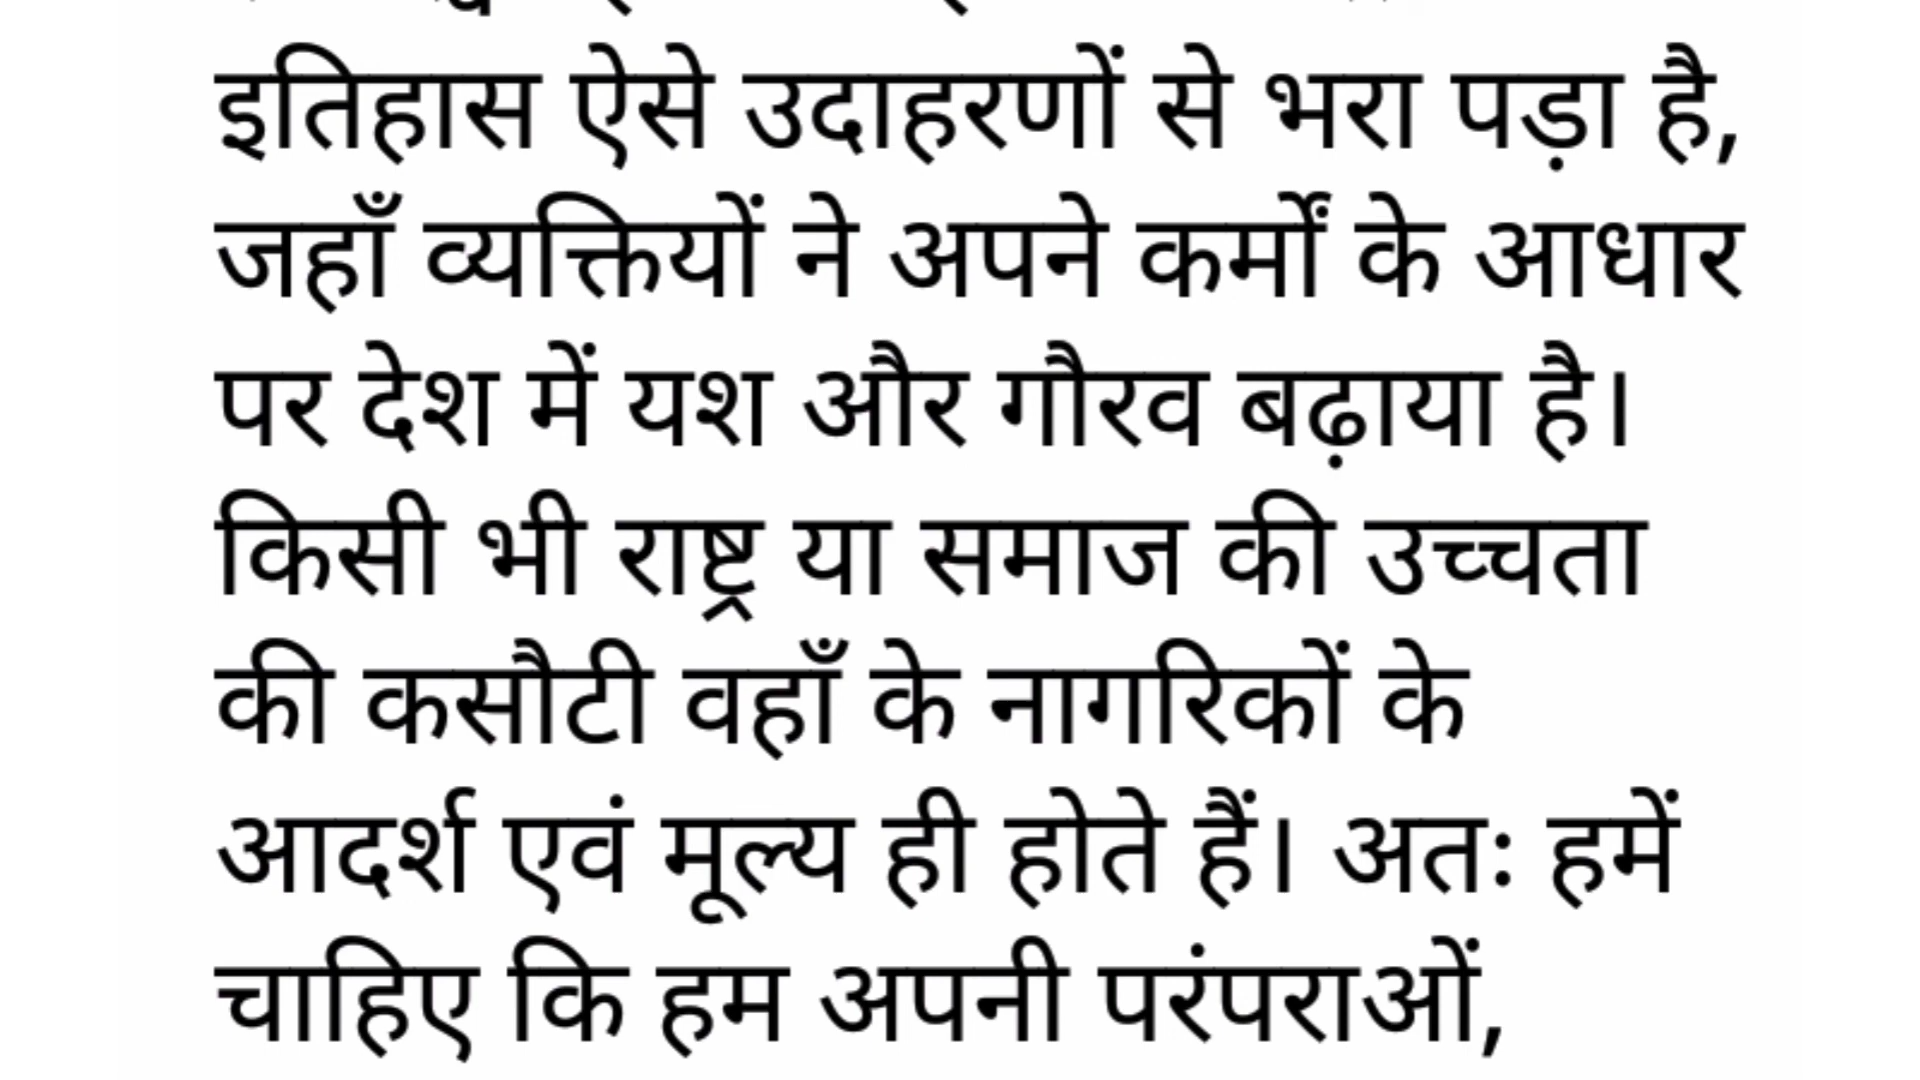 इतिहास ऐसे उदाहरणों से भरा पड़ा है,
जहाँ व्यक्तियों ने अपने कर्मों के आधार
पर देश में यश और गौरव बढ़ाया है।
किसी भी राष्ट्र या समाज की उच्चता
की कसौटी वहाँ के नागरिकों के
आदर्श एवं मूल्य ही होते हैं। अतः हमें
चाहिए कि हम अपनी परंपराओं,